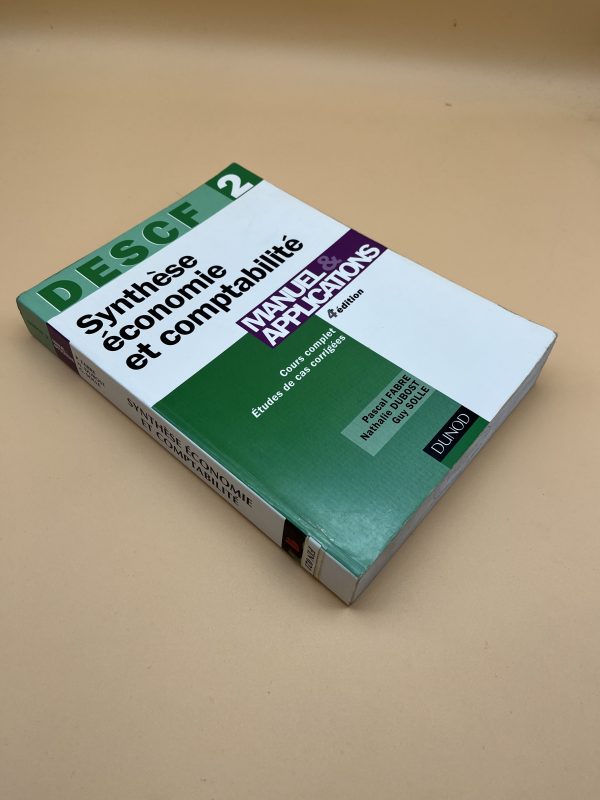 DESCF 2
Synthèse
économie
et comptabilité
MANUEL &
APPLICATIONS
4e édition
Cours complet
Études de cas corrigées
Pascal FABRE
Nathalie DUBOST
Guy SOLLE
DUNOD
SYNTHÈSE ÉCONOMIE
ET COMPTABILITÉ